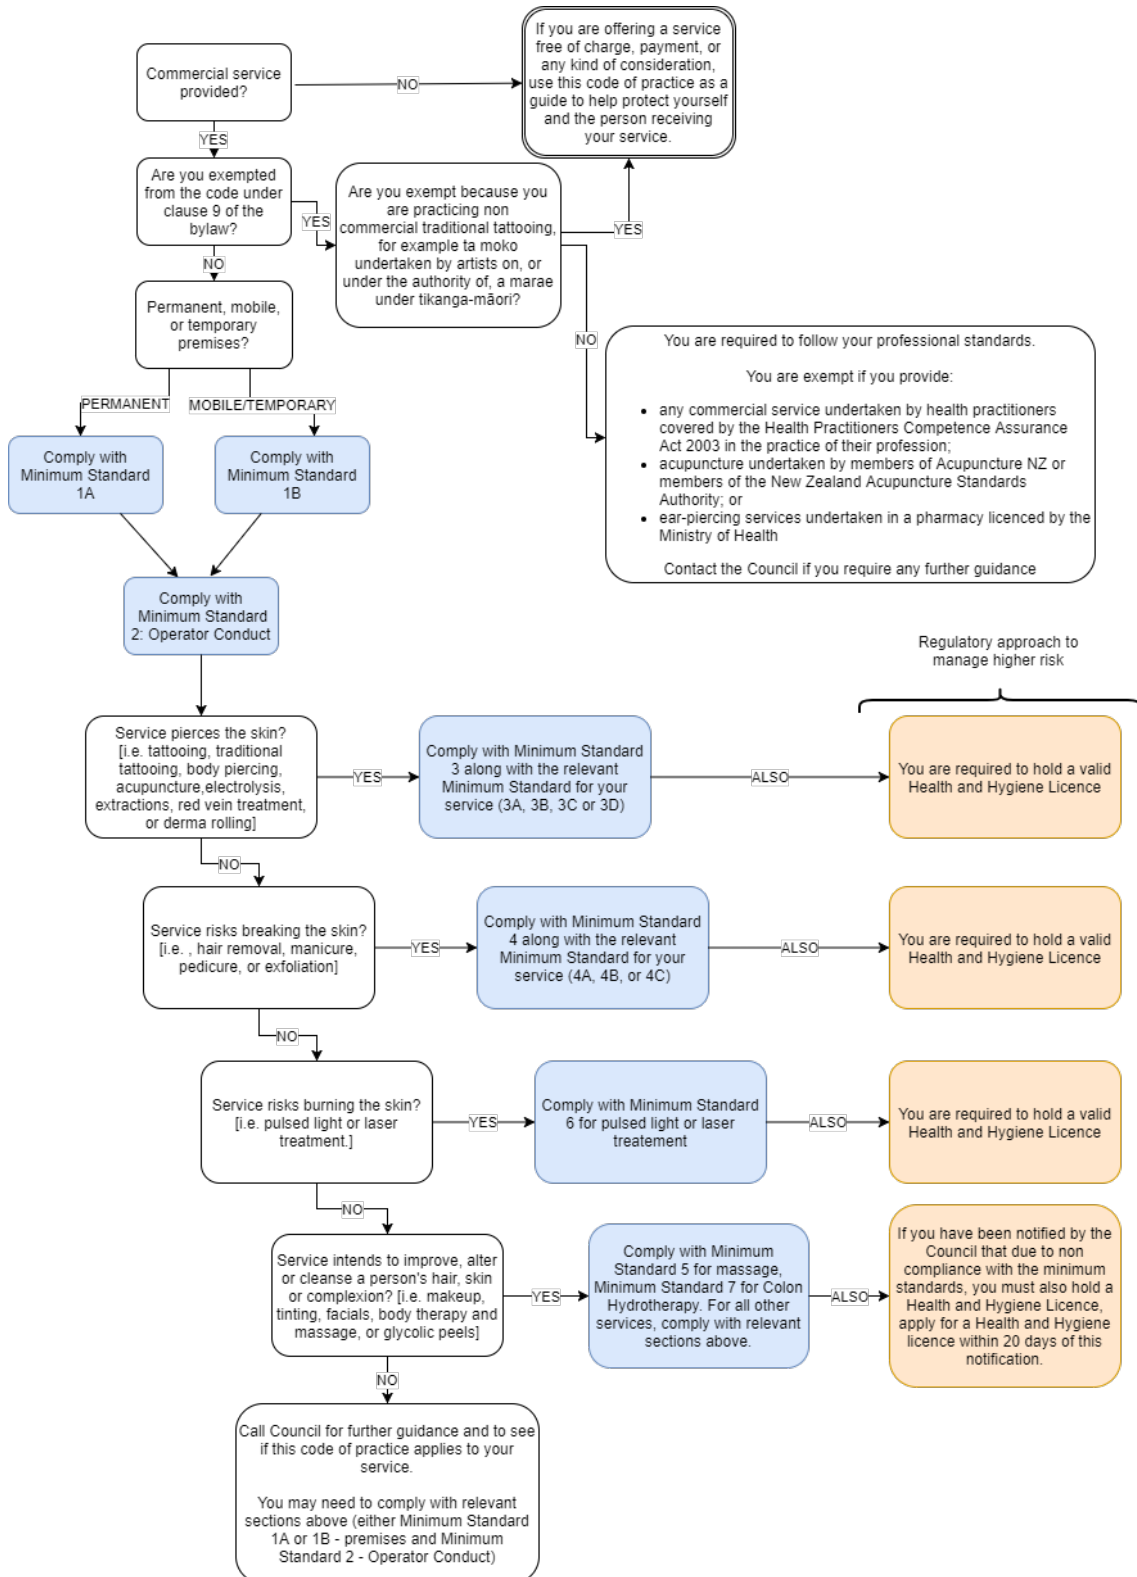 Commercial service
provided?
NO
If you are offering a service
free of charge, payment, or
any kind of consideration,
use this code of practice as a
guide to help protect yourself
and the person receiving
your service.
YES
Are you exempted
from the code under
clause 9 of the
bylaw?
YES
Are you exempt because you
are practicing non
commercial traditional tattooing,
for example ta moko
undertaken by artists on, or
under the authority of, a marae
under tikanga-māori?
YES
NO
NO
Permanent, mobile,
or temporary
premises?
You are required to follow your professional standards.
You are exempt if you provide:
• any commercial service undertaken by health practitioners
covered by the Health Practitioners Competence Assurance
Act 2003 in the practice of their profession;
• acupuncture undertaken by members of Acupuncture NZ or
members of the New Zealand Acupuncture Standards
Authority; or
• ear-piercing services undertaken in a pharmacy licenced by the
Ministry of Health
Contact the Council if you require any further guidance
PERMANENT
MOBILE/TEMPORARY
Comply with
Minimum Standard
1A
Comply with
Minimum Standard
1B
Comply with
Minimum Standard
2: Operator Conduct
Regulatory approach to
manage higher risk
Service pierces the skin?
[i.e. tattooing, traditional
tattooing, body piercing,
acupuncture,electrolysis,
extractions, red vein treatment,
or derma rolling]
YES
Comply with Minimum Standard
3 along with the relevant
Minimum Standard for your
service (3A, 3B, 3C or 3D)
ALSO
You are required to hold a valid
Health and Hygiene Licence
NO
Service risks breaking the skin?
[i.e. , hair removal, manicure,
pedicure, or exfoliation]
YES
Comply with Minimum Standard
4 along with the relevant
Minimum Standard for your
service (4A, 4B, or 4C)
ALSO
You are required to hold a valid
Health and Hygiene Licence
NO
Service risks burning the skin?
[i.e. pulsed light or laser
treatment.]
YES
Comply with Minimum Standard
6 for pulsed light or laser
treatement
ALSO
You are required to hold a valid
Health and Hygiene Licence
NO
Service intends to improve, alter
or cleanse a person's hair, skin
or complexion? [i.e. makeup,
tinting, facials, body therapy and
massage, or glycolic peels]
YES
Comply with Minimum
Standard 5 for massage,
Minimum Standard 7 for Colon
Hydrotherapy. For all other
services, comply with relevant
sections above.
ALSO
If you have been notified by the
Council that due to non
compliance with the minimum
standards, you must also hold a
Health and Hygiene Licence,
apply for a Health and Hygiene
licence within 20 days of this
notification.
NO
Call Council for further guidance and to see
if this code of practice applies to your
service.
You may need to comply with relevant
sections above (either Minimum Standard
1A or 1B - premises and Minimum
Standard 2 - Operator Conduct)